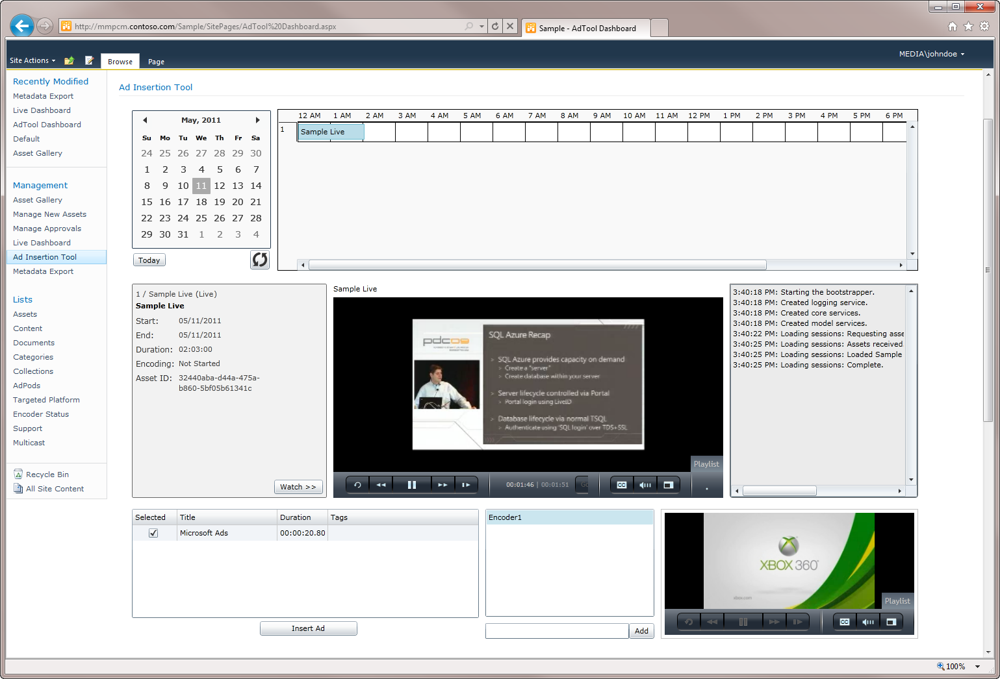 http://mmpcm.contoso.com/Sample/SitePages/AdTool%20Dashboard.aspx
Sample - AdTool Dashboard
Site Actions
Browse
Page
MEDIA\johndoe
Recently Modified
Metadata Export
Live Dashboard
AdTool Dashboard
Default
Asset Gallery
Management
Asset Gallery
Manage New Assets
Manage Approvals
Live Dashboard
Ad Insertion Tool
Metadata Export
Lists
Assets
Content
Documents
Categories
Collections
AdPods
Targeted Platform
Encoder Status
Support
Multicast
Recycle Bin
All Site Content
Ad Insertion Tool
May, 2011
Su Mo Tu We Th Fr Sa
24 25 26 27 28 29 30
1 2 3 4 5 6 7
8 9 10 11 12 13 14
15 16 17 18 19 20 21
22 23 24 25 26 27 28
29 30 31 1 2 3 4
Today
12 AM 1 AM 2 AM 3 AM 4 AM 5 AM 6 AM 7 AM 8 AM 9 AM 10 AM 11 AM 12 PM 1 PM 2 PM 3 PM 4 PM 5 PM 6 PM
1 Sample Live
1 / Sample Live (Live)
Sample Live
Start: 05/11/2011
End: 05/11/2011
Duration: 02:03:00
Encoding: Not Started
Asset ID: 32440aba-d44a-475a-
b860-5bf05b61341c
Watch >>
Sample Live
pdc09
SQL Azure Recap
> SQL Azure provides capacity on demand
> Create a "server"
> Create database within your server
> Server lifecycle controlled via Portal
> Portal login using LiveID
> Database lifecycle via normal TSQL
> Authenticate using 'SQL login' over TDS+SSL
Playlist
00:01:46 | 00:01:51
CC
3:40:18 PM: Starting the bootstrapper.
3:40:18 PM: Created logging service.
3:40:18 PM: Created core services.
3:40:18 PM: Created model services.
3:40:22 PM: Loading sessions: Requesting asse
3:40:25 PM: Loading sessions: Assets received
3:40:25 PM: Loading sessions: Loaded Sample
3:40:25 PM: Loading sessions: Complete.
Selected Title Duration Tags
Microsoft Ads 00:00:20.80
Insert Ad
Encoder1
Add
XBOX 360
xbox.com
Playlist
CC
100%